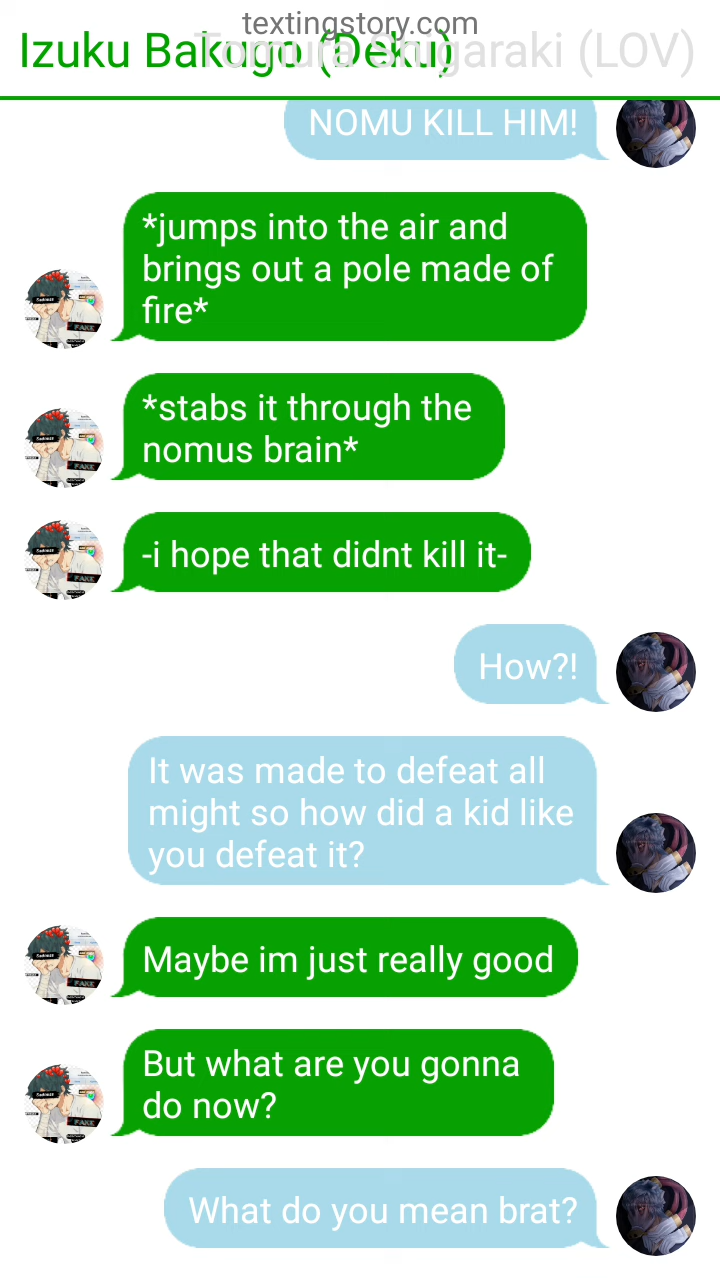 textingstory.com
Izuku Bakugo (Deku)
Tomura Shigaraki (LOV)
NOMU KILL HIM!
*jumps into the air and
brings out a pole made of
fire*
*stabs it through the
nomus brain*
-i hope that didnt kill it-
How?!
It was made to defeat all
might so how did a kid like
you defeat it?
Maybe im just really good
But what are you gonna
do now?
What do you mean brat?